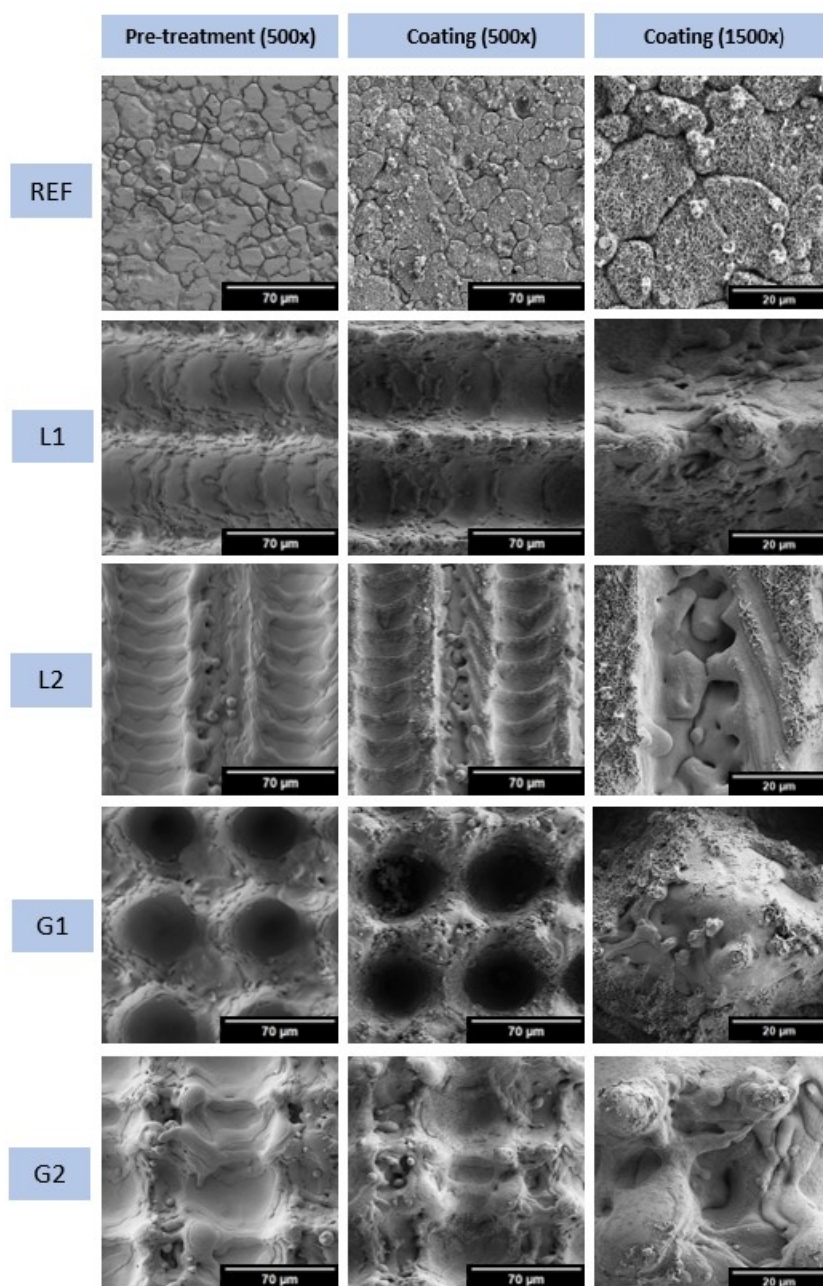 Pre-treatment (500x) Coating (500x) Coating (1500x)
REF
70 µm 70 µm 20 µm
L1
70 µm 70 µm 20 µm
L2
70 µm 70 µm 20 µm
G1
70 µm 70 µm 20 µm
G2
70 µm 70 µm 20 µm